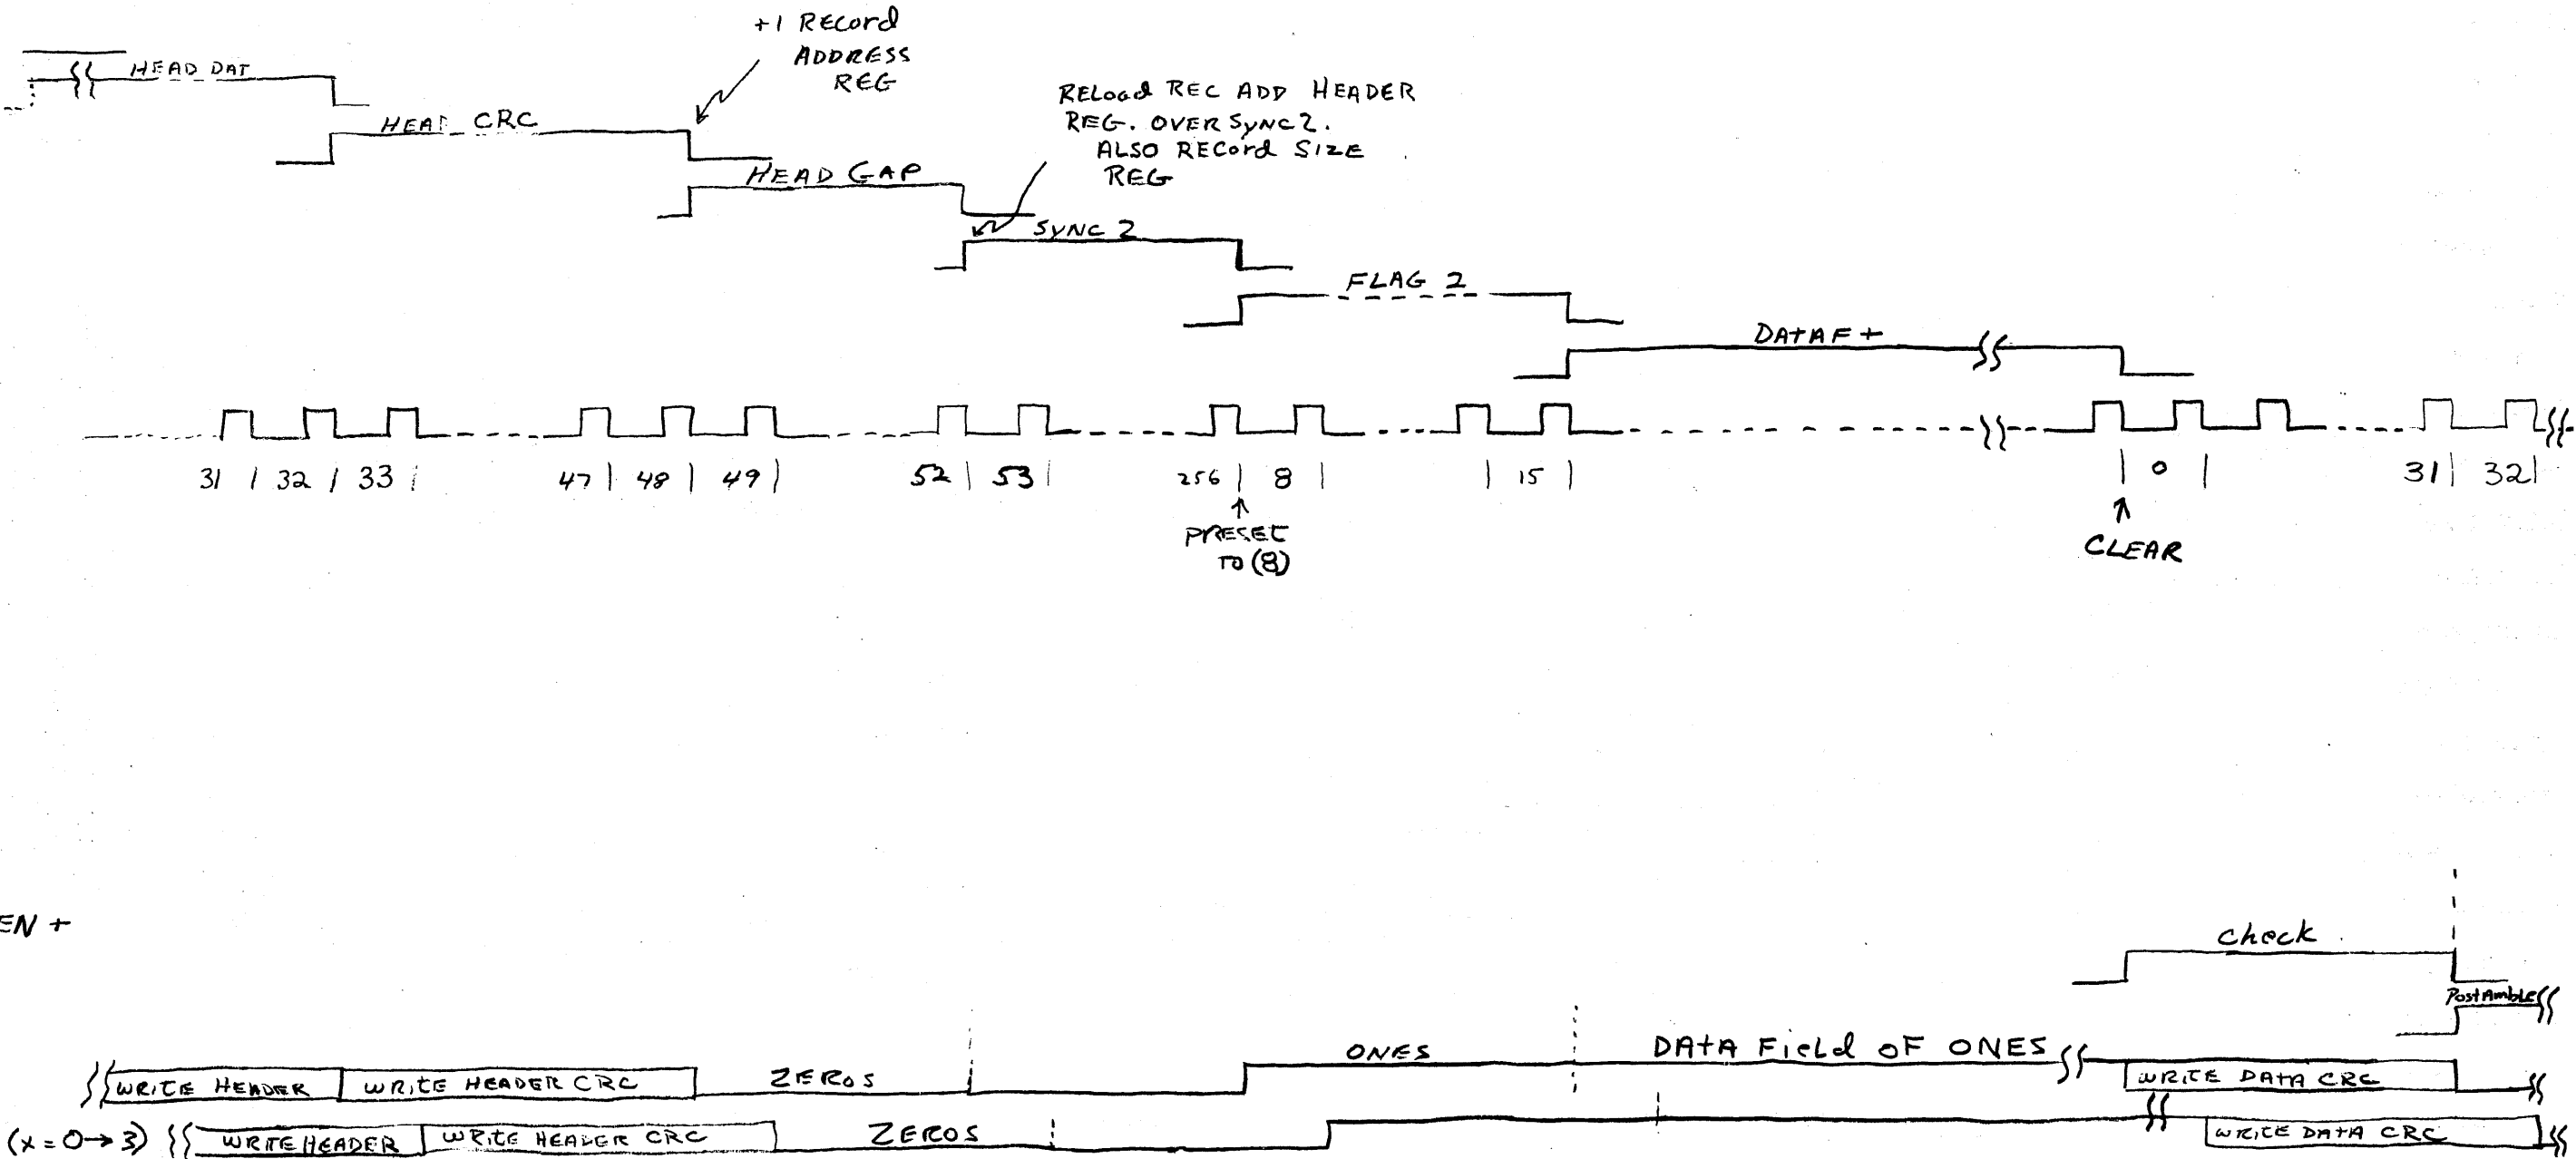 +1 RECord
ADDRESS
REG
HEAD DAT
RELoad REC ADD HEADER
REG. OVER SYNC 2.
ALSO RECord SIZE
REG
HEAD CRC
HEAD GAP
SYNC 2
FLAG 2
DATAF +
31 | 32 | 33 | 47 | 48 | 49 | 52 | 53 | 256 | 8 | | 15 | | 0 | 31 | 32 |
PRESET
TO (8)
CLEAR
EN +
Check
PostAmble
WRITE HEADER WRITE HEADER CRC ZEROS ONES DATA FIELD OF ONES WRITE DATA CRC
(x = 0 → 3) WRITE HEADER WRITE HEADER CRC ZEROS WRITE DATA CRC